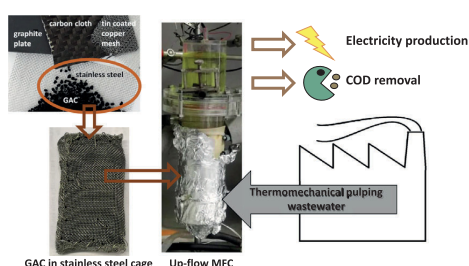 carbon cloth
tin coated
copper
mesh
graphite
plate
stainless steel
GAC
Electricity production
COD removal
Thermomechanical pulping
wastewater
GAC in stainless steel cage
Up-flow MFC